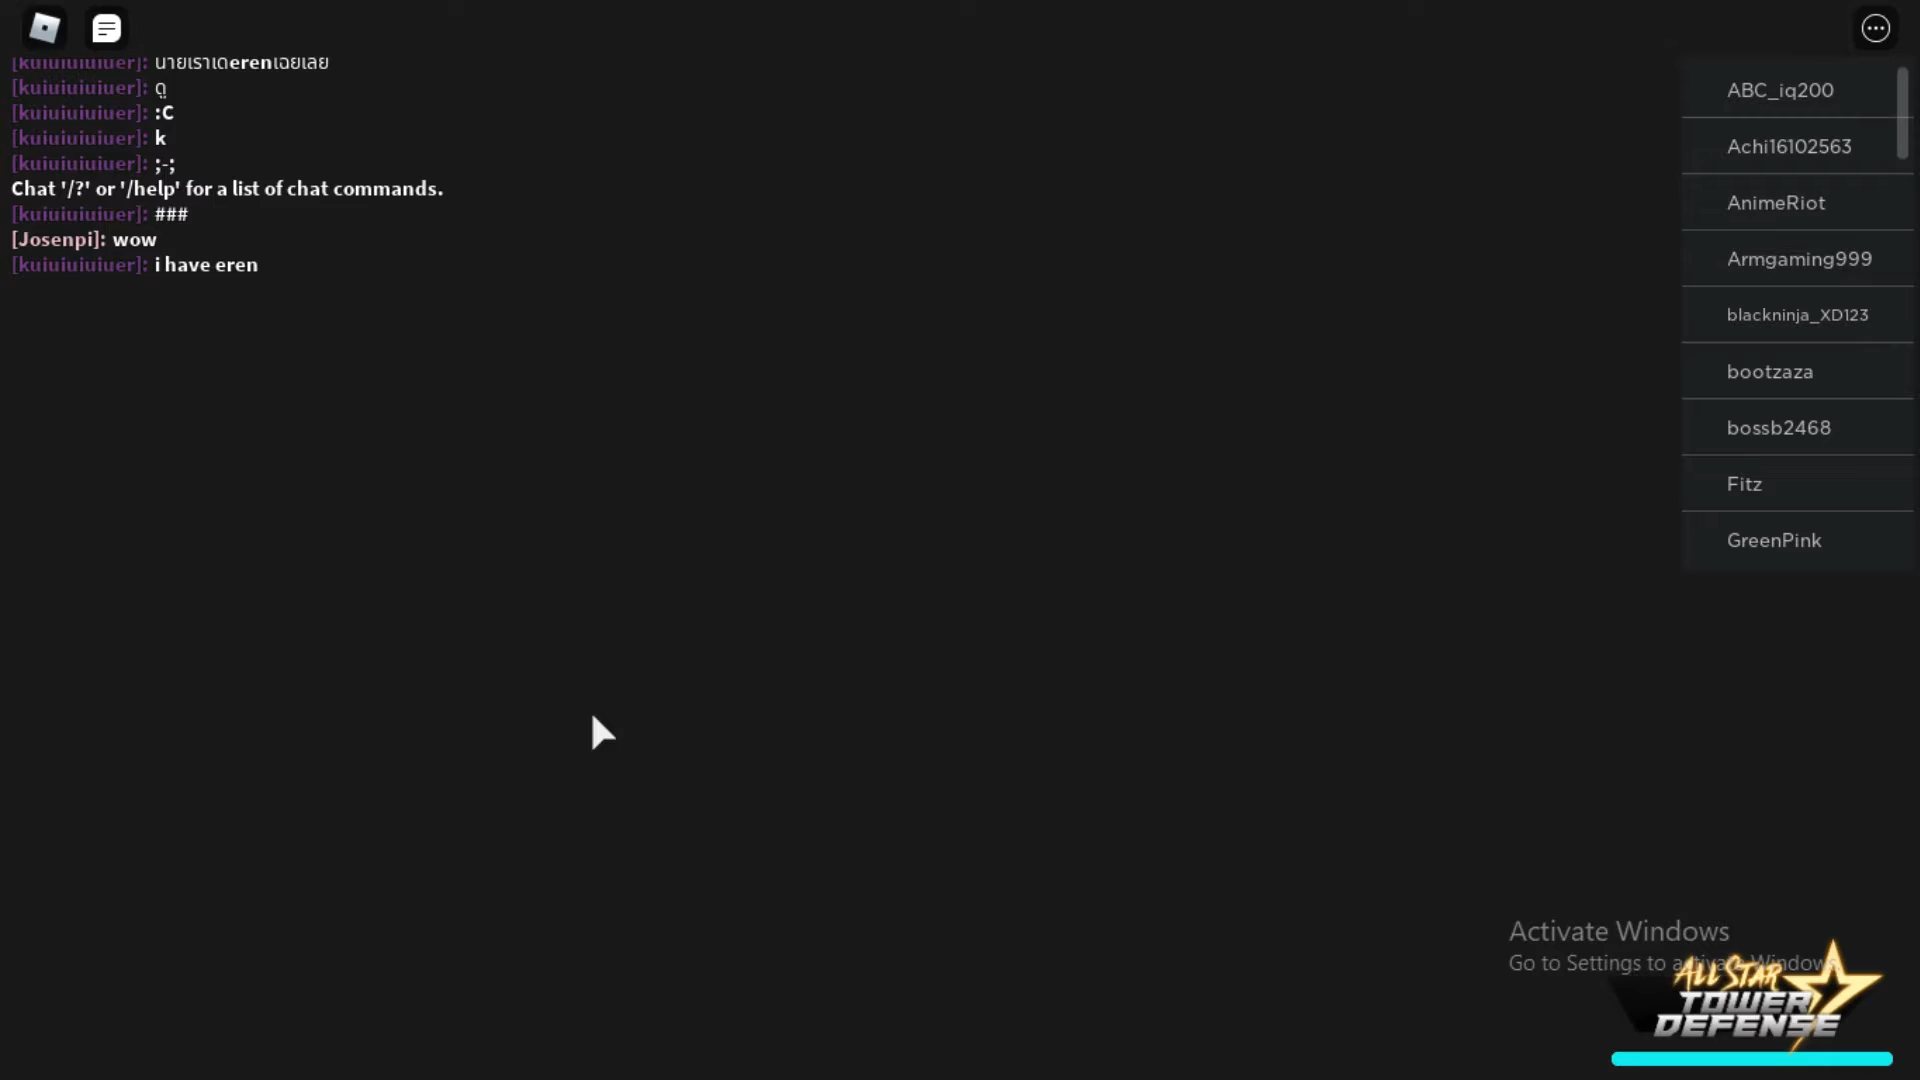 [kuiuiuiuiuer]: นายเราได้erenเฉยเลย
[kuiuiuiuiuer]: ดู
[kuiuiuiuiuer]: :C
[kuiuiuiuiuer]: k
[kuiuiuiuiuer]: ;-;
Chat '/?' or '/help' for a list of chat commands.
[kuiuiuiuiuer]: ###
[Josenpi]: wow
[kuiuiuiuiuer]: i have eren
ABC_iq200
Achi16102563
AnimeRiot
Armgaming999
blackninja_XD123
bootzaza
bossb2468
Fitz
GreenPink
Activate Windows
Go to Settings to activate Windows.
ALL STAR
TOWER
DEFENSE